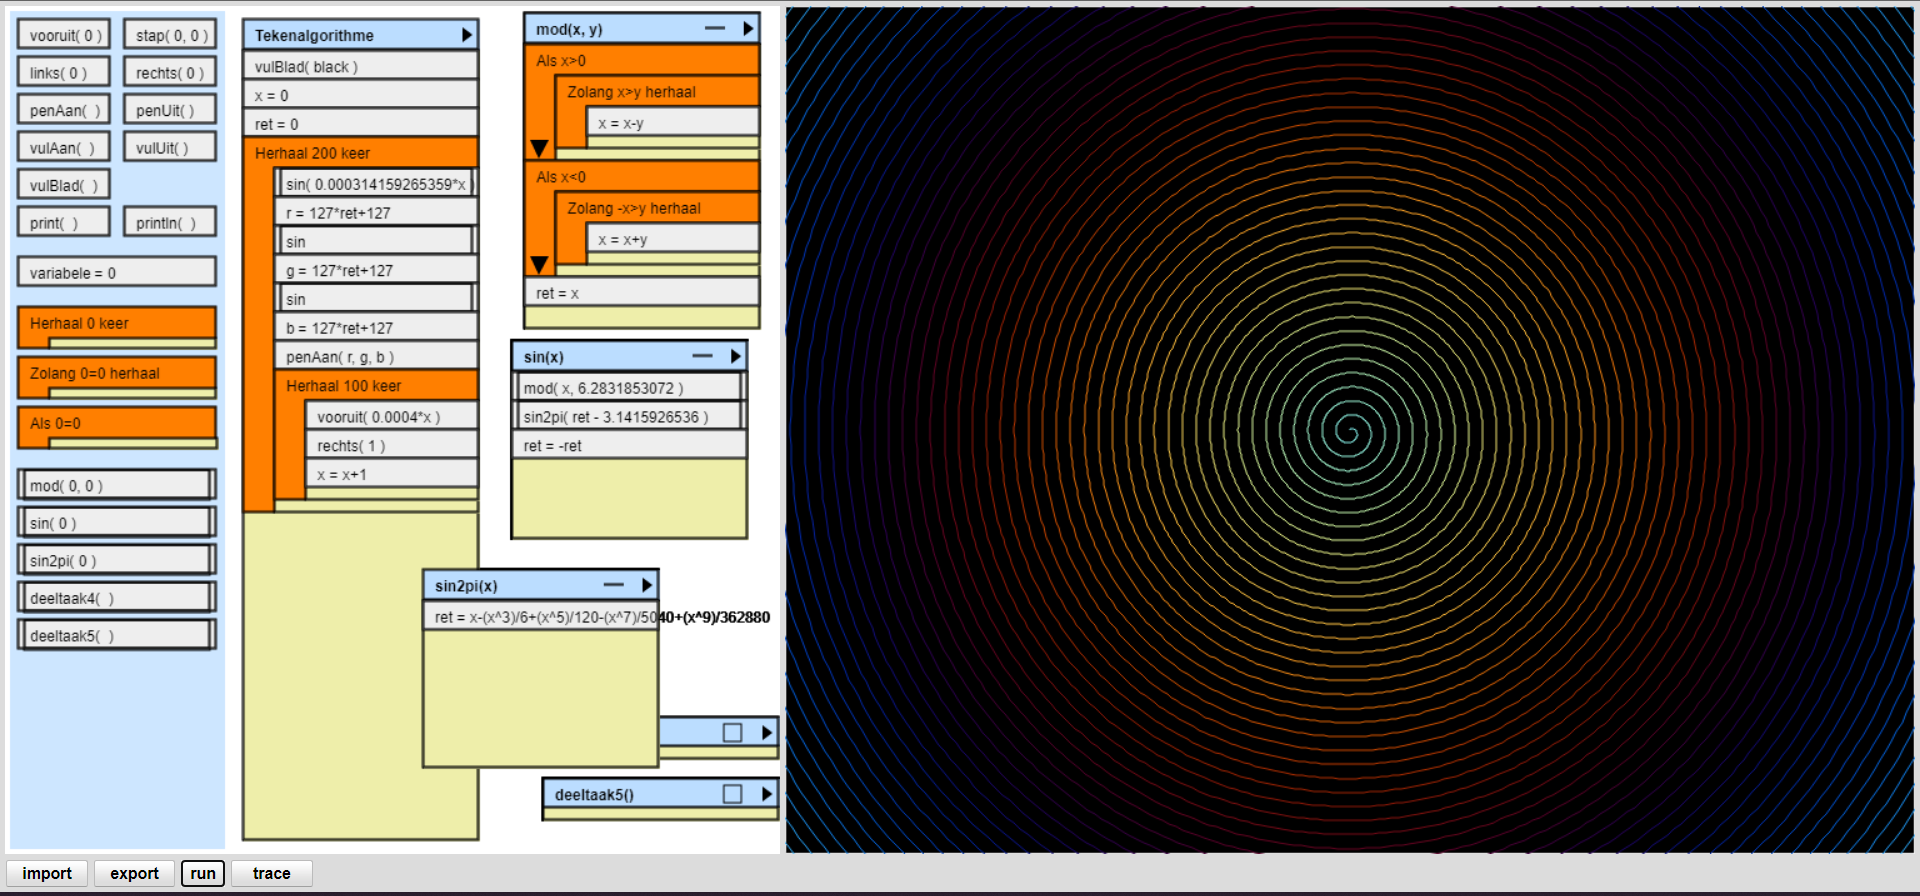 vooruit( 0 )
stap( 0, 0 )
links( 0 )
rechts( 0 )
penAan(  )
penUit( )
vulAan(  )
vulUit( )
vulBlad(  )
print(  )
println(  )
variabele = 0
Herhaal 0 keer
Zolang 0=0 herhaal
Als 0=0
mod( 0, 0 )
sin( 0 )
sin2pi( 0 )
deeltaak4(  )
deeltaak5(  )
Tekenalgorithme
vulBlad( black )
x = 0
ret = 0
Herhaal 200 keer
sin( 0.000314159265359*x )
r = 127*ret+127
sin
g = 127*ret+127
sin
b = 127*ret+127
penAan( r, g, b )
Herhaal 100 keer
vooruit( 0.0004*x )
rechts( 1 )
x = x+1
mod(x, y)
Als x>0
Zolang x>y herhaal
x = x-y
Als x<0
Zolang -x>y herhaal
x = x+y
ret = x
sin(x)
mod( x, 6.2831853072 )
sin2pi( ret - 3.1415926536 )
ret = -ret
sin2pi(x)
ret = x-(x^3)/6+(x^5)/120-(x^7)/5040+(x^9)/362880
deeltaak5()
import
export
run
trace